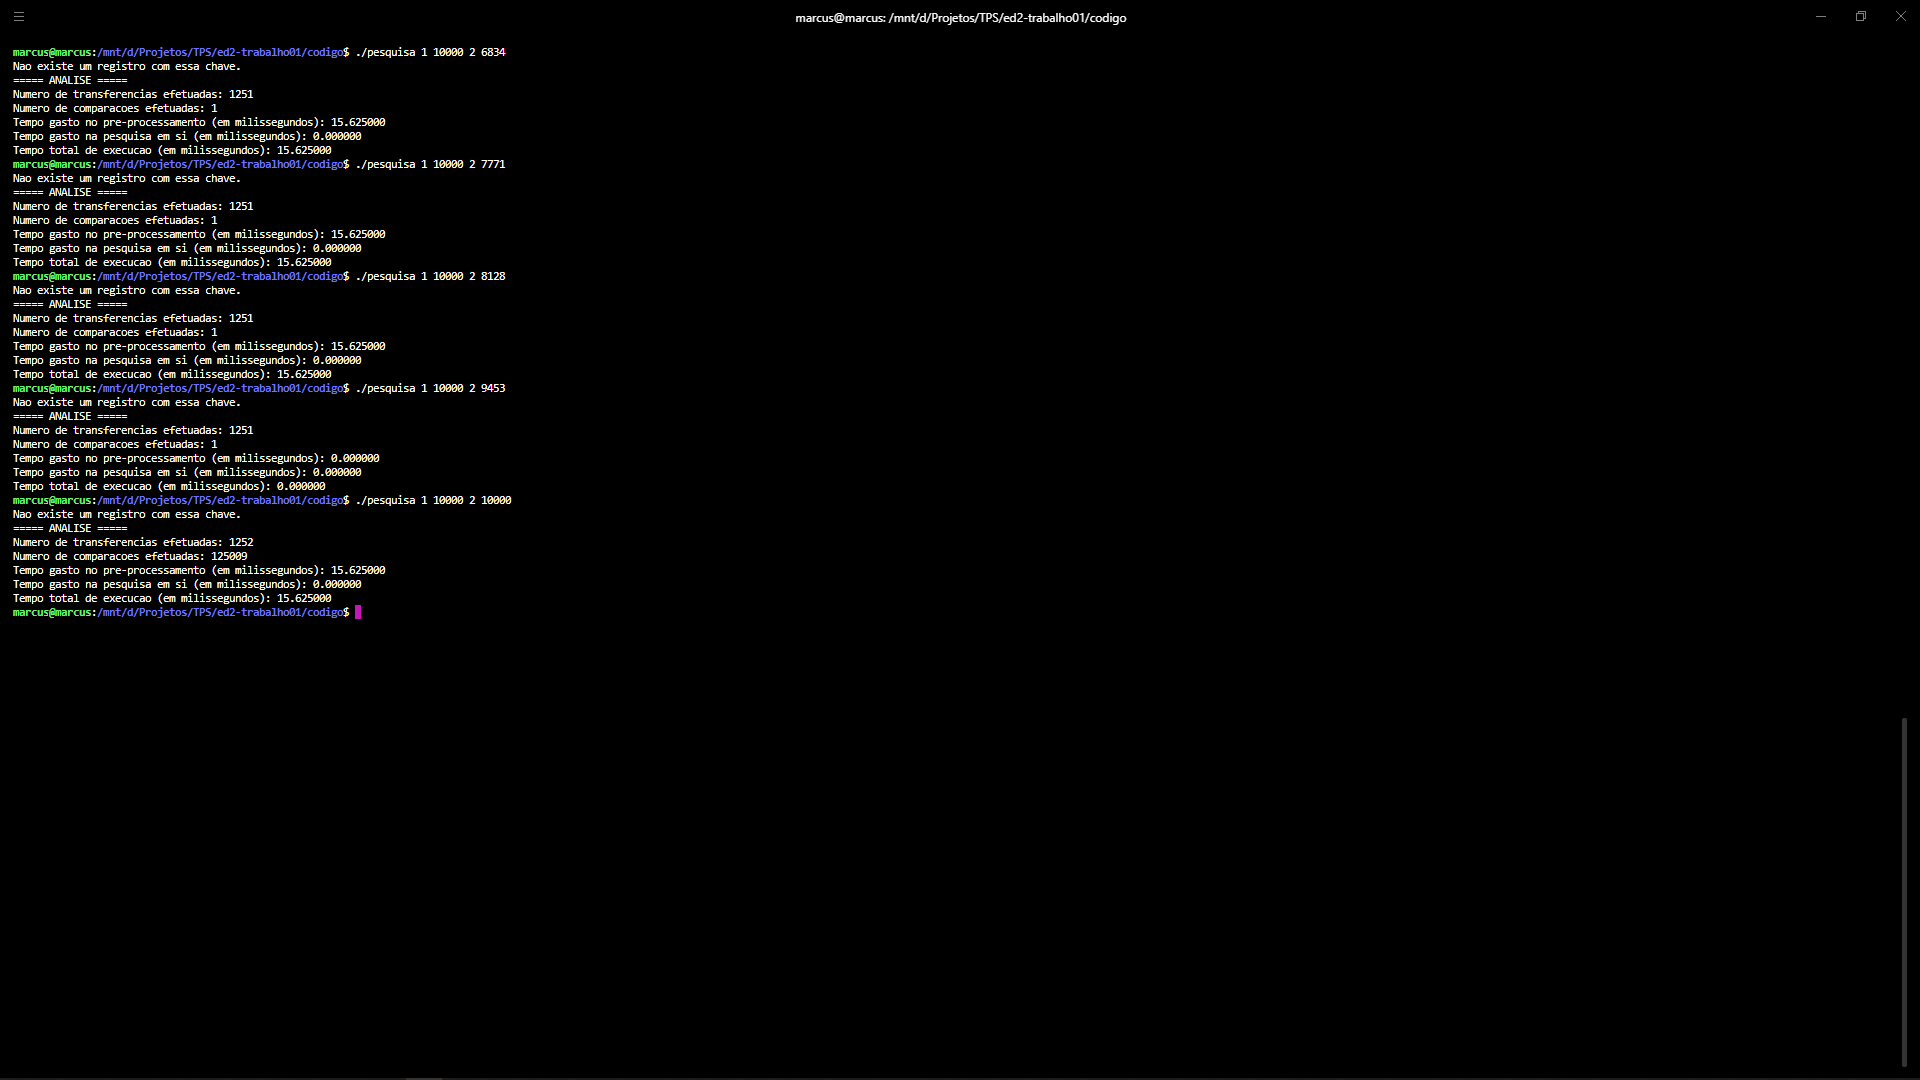 marcus@marcus: /mnt/d/Projetos/TPS/ed2-trabalho01/codigo
marcus@marcus:/mnt/d/Projetos/TPS/ed2-trabalho01/codigo$ ./pesquisa 1 10000 2 6834
Nao existe um registro com essa chave.
===== ANALISE =====
Numero de transferencias efetuadas: 1251
Numero de comparacoes efetuadas: 1
Tempo gasto no pre-processamento (em milissegundos): 15.625000
Tempo gasto na pesquisa em si (em milissegundos): 0.000000
Tempo total de execucao (em milissegundos): 15.625000
marcus@marcus:/mnt/d/Projetos/TPS/ed2-trabalho01/codigo$ ./pesquisa 1 10000 2 7771
Nao existe um registro com essa chave.
===== ANALISE =====
Numero de transferencias efetuadas: 1251
Numero de comparacoes efetuadas: 1
Tempo gasto no pre-processamento (em milissegundos): 15.625000
Tempo gasto na pesquisa em si (em milissegundos): 0.000000
Tempo total de execucao (em milissegundos): 15.625000
marcus@marcus:/mnt/d/Projetos/TPS/ed2-trabalho01/codigo$ ./pesquisa 1 10000 2 8128
Nao existe um registro com essa chave.
===== ANALISE =====
Numero de transferencias efetuadas: 1251
Numero de comparacoes efetuadas: 1
Tempo gasto no pre-processamento (em milissegundos): 15.625000
Tempo gasto na pesquisa em si (em milissegundos): 0.000000
Tempo total de execucao (em milissegundos): 15.625000
marcus@marcus:/mnt/d/Projetos/TPS/ed2-trabalho01/codigo$ ./pesquisa 1 10000 2 9453
Nao existe um registro com essa chave.
===== ANALISE =====
Numero de transferencias efetuadas: 1251
Numero de comparacoes efetuadas: 1
Tempo gasto no pre-processamento (em milissegundos): 0.000000
Tempo gasto na pesquisa em si (em milissegundos): 0.000000
Tempo total de execucao (em milissegundos): 0.000000
marcus@marcus:/mnt/d/Projetos/TPS/ed2-trabalho01/codigo$ ./pesquisa 1 10000 2 10000
Nao existe um registro com essa chave.
===== ANALISE =====
Numero de transferencias efetuadas: 1252
Numero de comparacoes efetuadas: 125009
Tempo gasto no pre-processamento (em milissegundos): 15.625000
Tempo gasto na pesquisa em si (em milissegundos): 0.000000
Tempo total de execucao (em milissegundos): 15.625000
marcus@marcus:/mnt/d/Projetos/TPS/ed2-trabalho01/codigo$